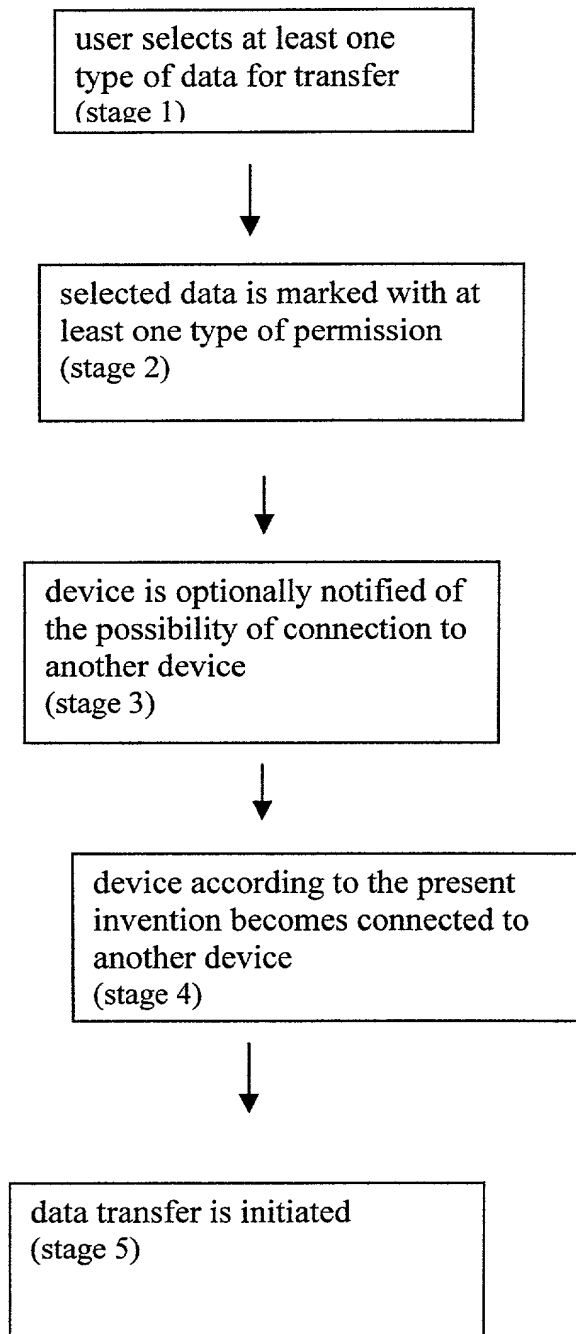 user selects at least one
type of data for transfer
(stage 1)
selected data is marked with at
least one type of permission
(stage 2)
device is optionally notified of
the possibility of connection to
another device
(stage 3)
device according to the present
invention becomes connected to
another device
(stage 4)
data transfer is initiated
(stage 5)